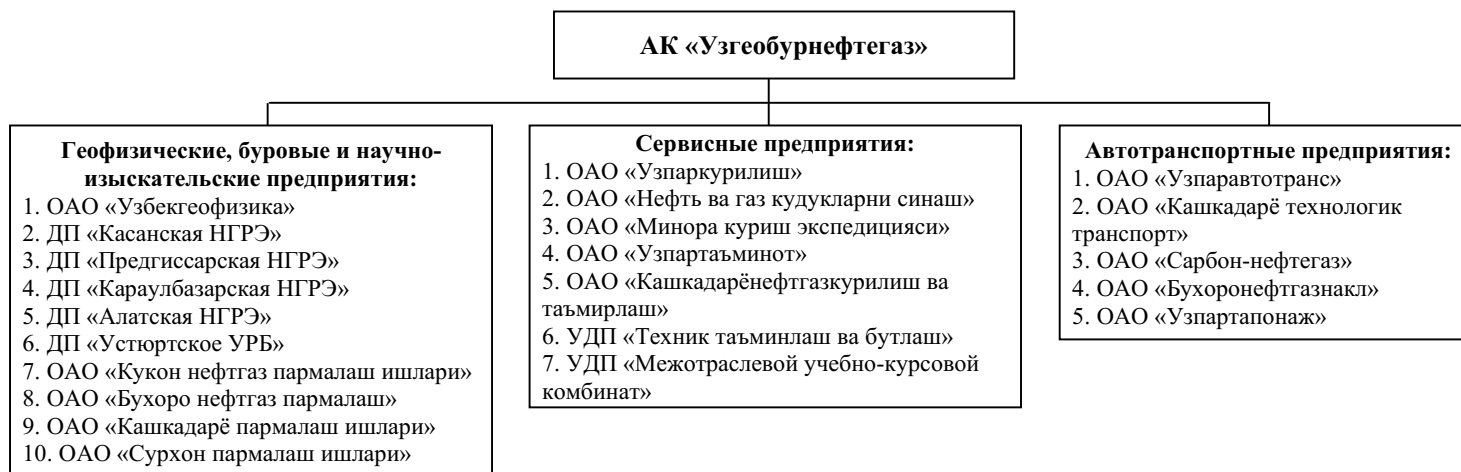 АК «Узгеобурнефтегаз»
Геофизические, буровые и научно-
изыскательские предприятия:
1. ОАО «Узбекгеофизика»
2. ДП «Касанская НГРЭ»
3. ДП «Предгиссарская НГРЭ»
4. ДП «Караулбазарская НГРЭ»
5. ДП «Алатская НГРЭ»
6. ДП «Устюртское УРБ»
7. ОАО «Кукон нефтгаз пармалаш ишлари»
8. ОАО «Бухоро нефтгаз пармалаш»
9. ОАО «Кашкадарё пармалаш ишлари»
10. ОАО «Сурхон пармалаш ишлари»
Сервисные предприятия:
1. ОАО «Узпаркурилиш»
2. ОАО «Нефть ва газ кудукларни синаш»
3. ОАО «Минора куриш экспедицияси»
4. ОАО «Узпартаъминот»
5. ОАО «Кашкадарёнефтгазкурилиш ва
таъмирлаш»
6. УДП «Техник таъминлаш ва бутлаш»
7. УДП «Межотраслевой учебно-курсовой
комбинат»
Автотранспортные предприятия:
1. ОАО «Узпаравтотранс»
2. ОАО «Кашкадарё технологик
транспорт»
3. ОАО «Сарбон-нефтегаз»
4. ОАО «Бухоронефтгазнакл»
5. ОАО «Узпартапонаж»